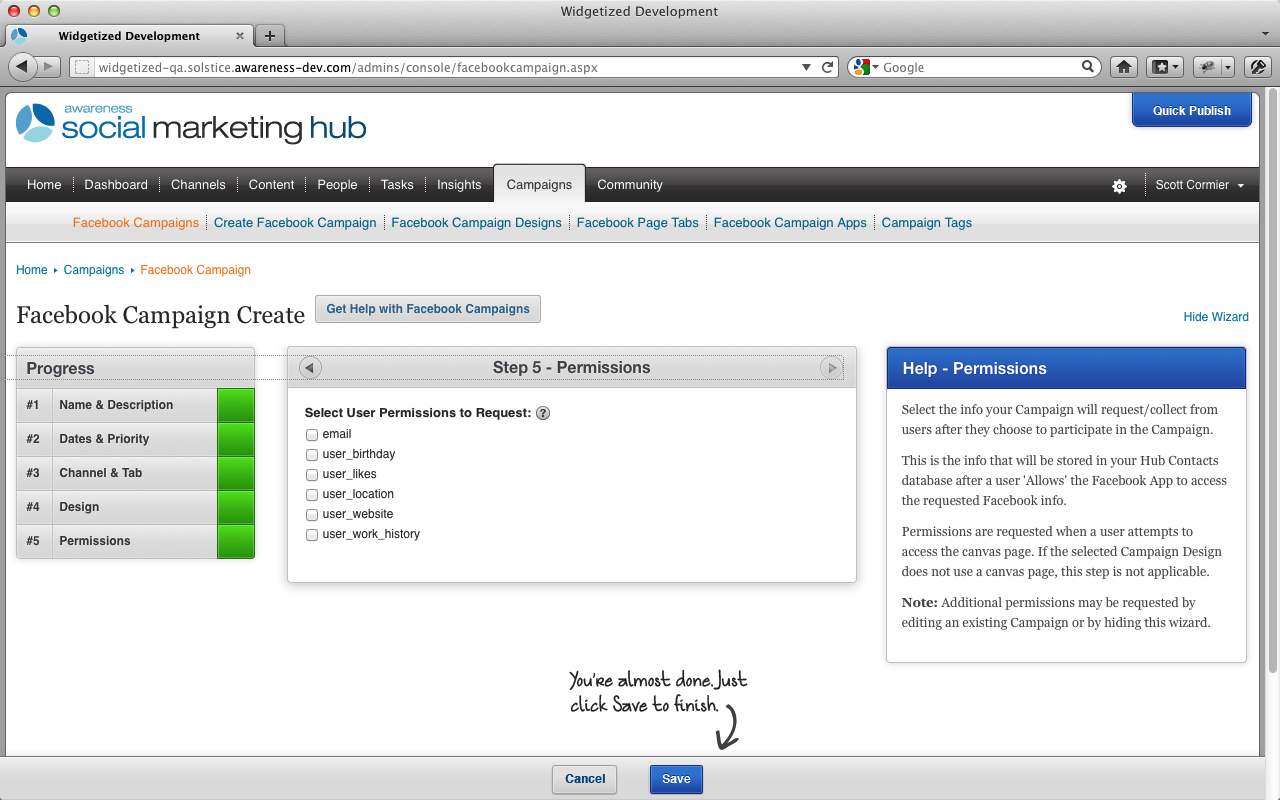 Widgetized Development
Widgetized Development
widgetized-qa.solstice.awareness-dev.com/admins/console/facebookcampaign.aspx
Google
awareness
social marketing hub
Quick Publish
Home Dashboard Channels Content People Tasks Insights Campaigns Community
Scott Cormier
Facebook Campaigns Create Facebook Campaign Facebook Campaign Designs Facebook Page Tabs Facebook Campaign Apps Campaign Tags
Home Campaigns Facebook Campaign
Facebook Campaign Create
Get Help with Facebook Campaigns
Hide Wizard
Progress
#1 Name & Description
#2 Dates & Priority
#3 Channel & Tab
#4 Design
#5 Permissions
Step 5 - Permissions
Select User Permissions to Request: ?
email
user_birthday
user_likes
user_location
user_website
user_work_history
Help - Permissions
Select the info your Campaign will request/collect from
users after they choose to participate in the Campaign.
This is the info that will be stored in your Hub Contacts
database after a user 'Allows' the Facebook App to access
the requested Facebook info.
Permissions are requested when a user attempts to
access the canvas page. If the selected Campaign Design
does not use a canvas page, this step is not applicable.
Note: Additional permissions may be requested by
editing an existing Campaign or by hiding this wizard.
You're almost done. Just
click Save to finish.
Cancel
Save